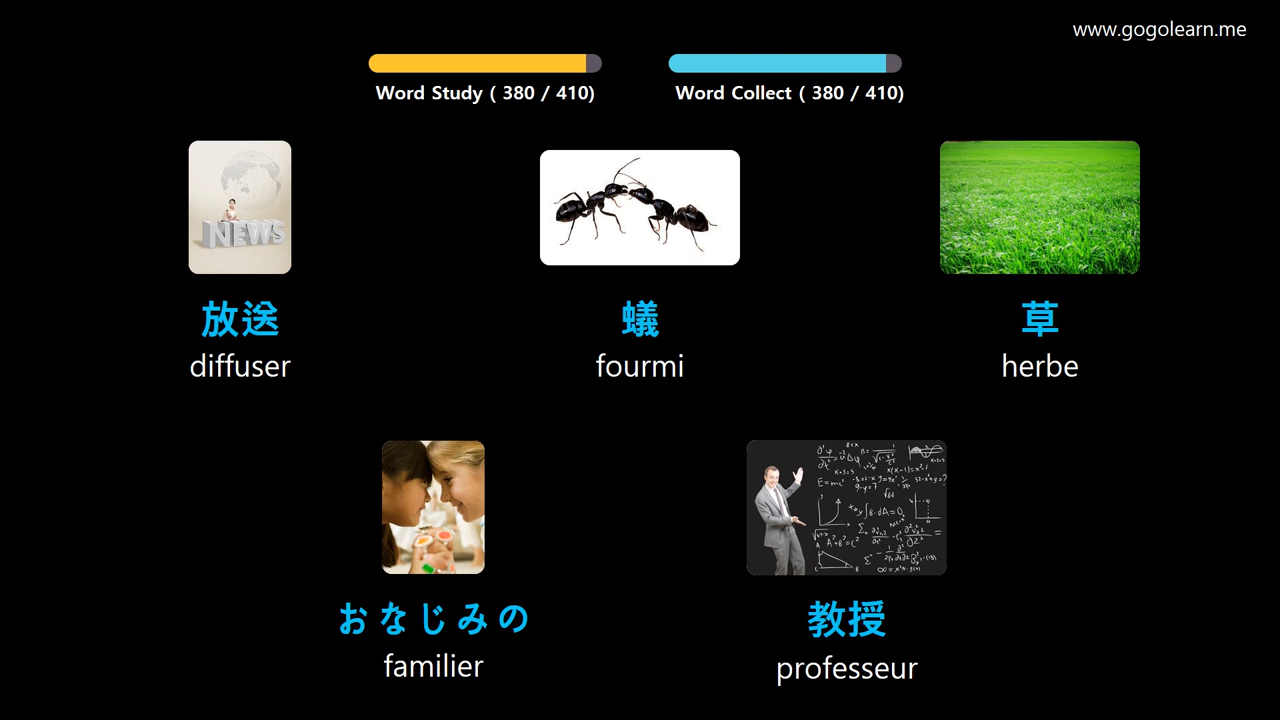 www.gogolearn.me
Word Study ( 380 / 410)
Word Collect ( 380 / 410)
NEWS
放送
diffuser
蟻
fourmi
草
herbe
おなじみの
familier
教授
professeur